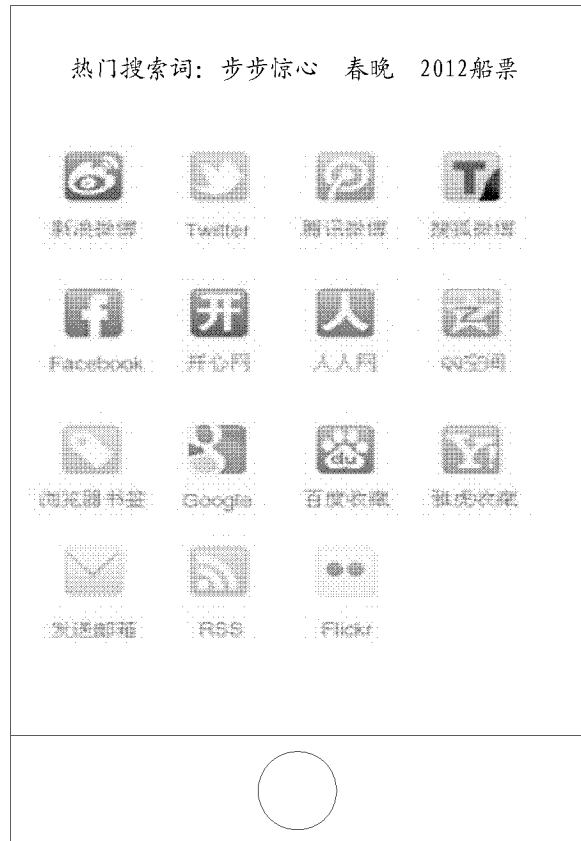 热门搜索词：步步惊心 春晚 2012船票
新浪微博 Twitter 腾讯微博 搜狐微博
Facebook 开心网 人人网 QQ空间
浏览器书签 Google 百度收藏 雅虎收藏
发送邮箱 RSS Flickr